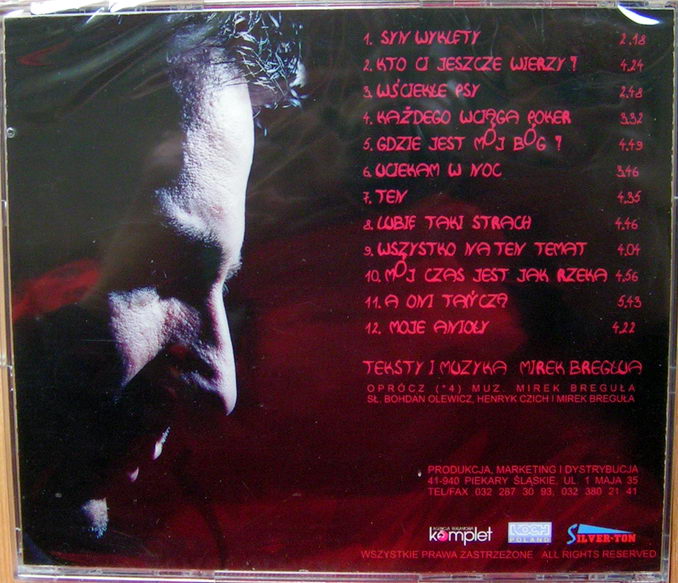 1. SYN WYKLĘTY 2,18
2. KTO CI JESZCZE WIERZY? 4,24
3. WŚCIEKŁE PSY 2,48
4. KAŻDEGO WCIĄGA POKER 3,32
5. GDZIE JEST MÓJ BÓG? 4,49
6. UCIEKAM W NOC 3,46
7. TEN 4,35
8. LUBIĘ TAKI STRACH 4,46
9. WSZYSTKO NA TEN TEMAT 4,04
10. MÓJ CZAS JEST JAK RZEKA 4,56
11. A ONI TAŃCZĄ 5,43
12. MOJE ANIOŁY 4,22
TEKSTY I MUZYKA MIREK BREGUŁA
OPRÓCZ (*4) MUZ. MIREK BREGUŁA
SŁ. BOHDAN OLEWICZ, HENRYK CZICH I MIREK BREGUŁA
PRODUKCJA, MARKETING I DYSTRYBUCJA
41-940 PIEKARY ŚLĄSKIE, UL. 1 MAJA 35
TEL/FAX 032 287 30 93, 032 380 21 41
AGENCJA REKLAMOWA
komplet
KOCH
POLAND
SILVER-TON
WSZYSTKIE PRAWA ZASTRZEŻONE ALL RIGHTS RESERVED